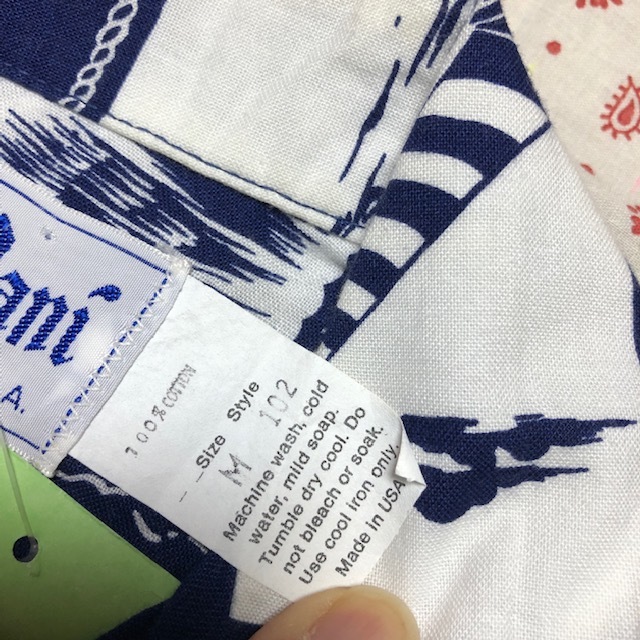 ani
A.
100% COTTON
Size Style
M 102
Machine wash, cold
water, mild soap.
Tumble dry cool. Do
not bleach or soak
Use cool iron only.
Made in USA